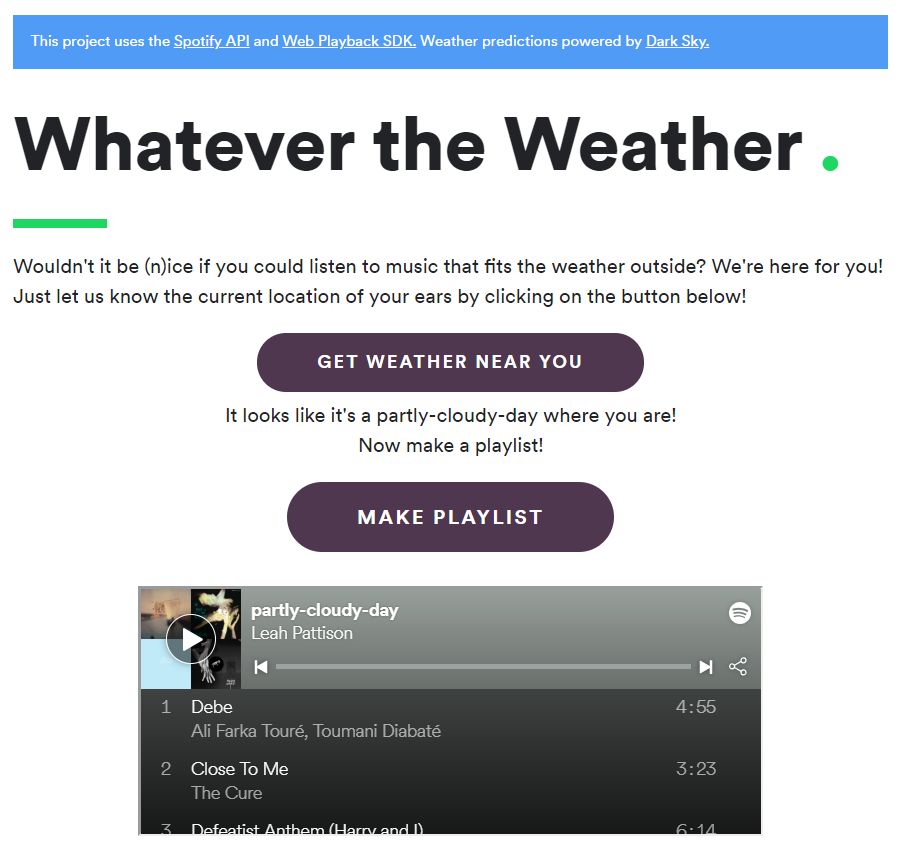 This project uses the Spotify API and Web Playback SDK. Weather predictions powered by Dark Sky.
Whatever the Weather .
Wouldn't it be (n)ice if you could listen to music that fits the weather outside? We're here for you!
Just let us know the current location of your ears by clicking on the button below!
GET WEATHER NEAR YOU
It looks like it's a partly-cloudy-day where you are!
Now make a playlist!
MAKE PLAYLIST
partly-cloudy-day
Leah Pattison
1 Debe 4:55
Ali Farka Touré, Toumani Diabaté
2 Close To Me 3:23
The Cure
3 Defeatist Anthem (Harry and I) 6:14